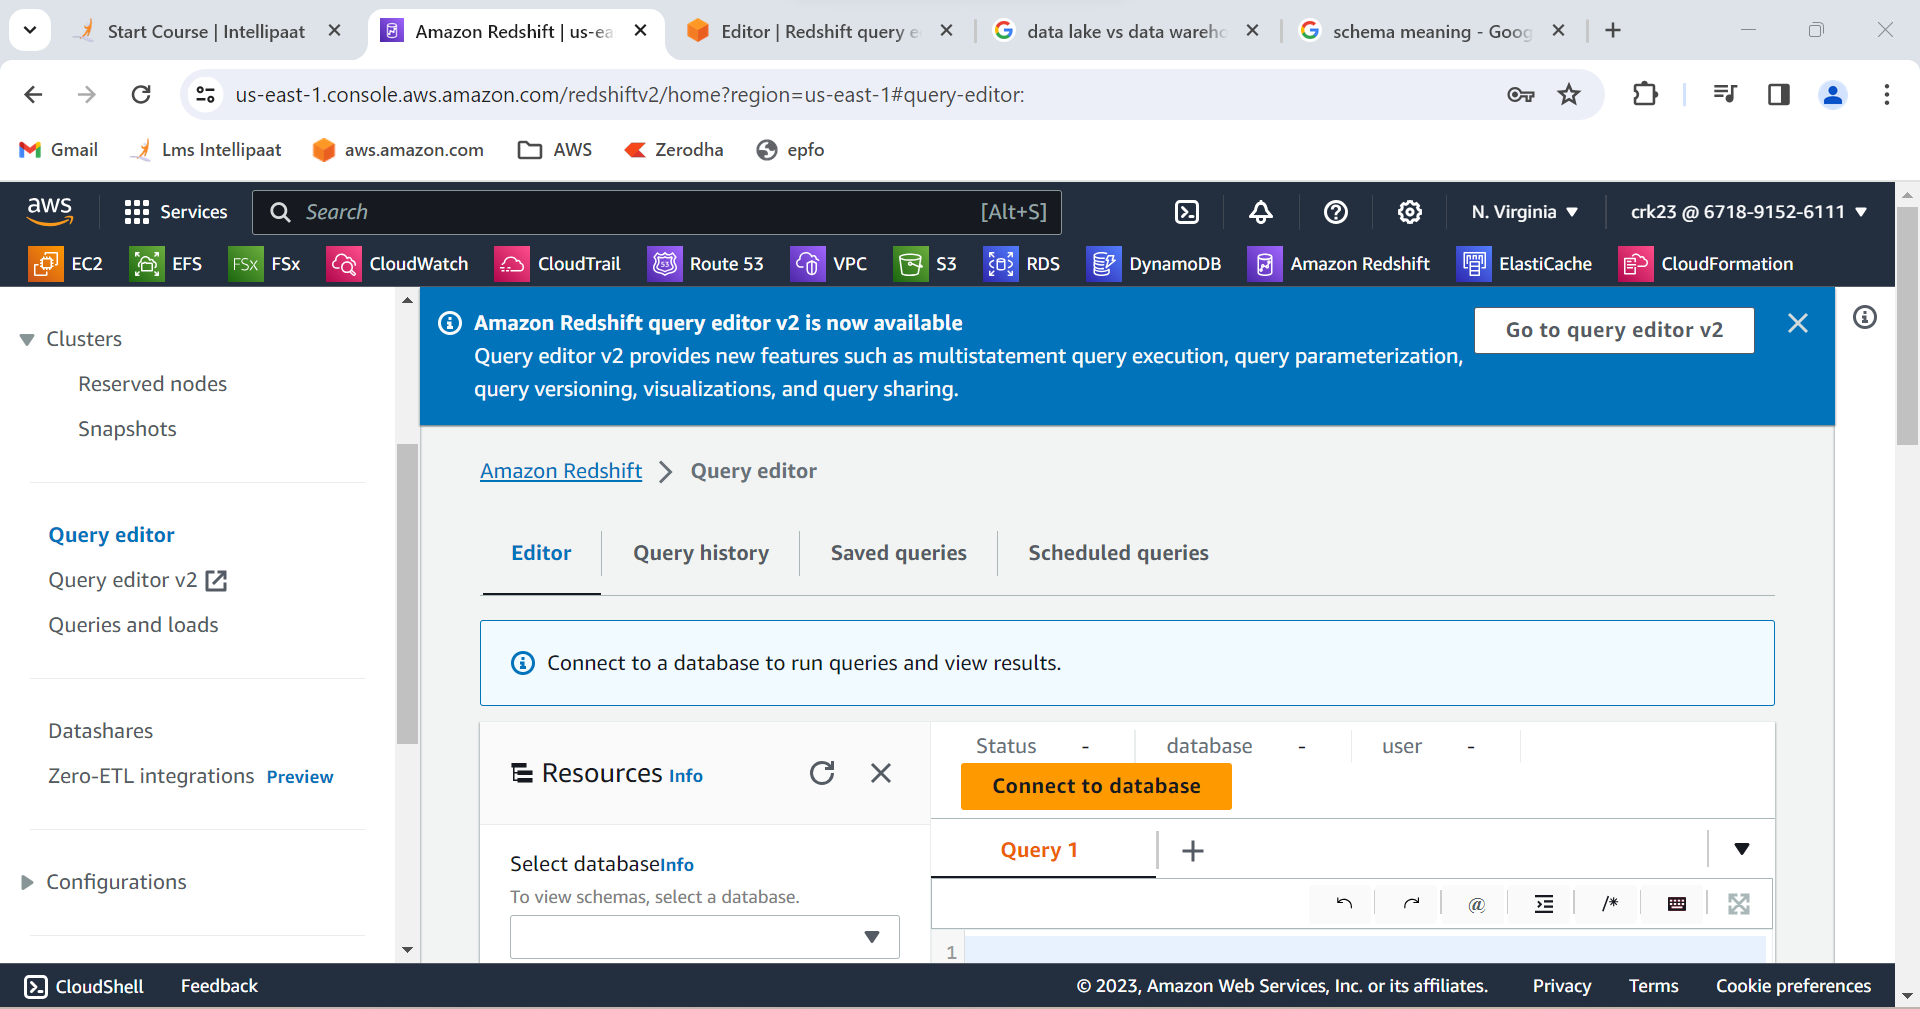 Start Course | Intellipaat
Amazon Redshift | us-ea
Editor | Redshift query e
data lake vs data wareho
schema meaning - Goog
us-east-1.console.aws.amazon.com/redshiftv2/home?region=us-east-1#query-editor:
Gmail
Lms Intellipaat
aws.amazon.com
AWS
Zerodha
epfo
aws
Services
Search
[Alt+S]
N. Virginia
crk23 @ 6718-9152-6111
EC2
EFS
FSx
FSx
CloudWatch
CloudTrail
53
Route 53
VPC
S3
RDS
DynamoDB
Amazon Redshift
ElastiCache
CloudFormation
Clusters
Reserved nodes
Snapshots
Query editor
Query editor v2
Queries and loads
Datashares
Zero-ETL integrations Preview
Configurations
Amazon Redshift query editor v2 is now available
Query editor v2 provides new features such as multistatement query execution, query parameterization,
query versioning, visualizations, and query sharing.
Go to query editor v2
Amazon Redshift
Query editor
Editor
Query history
Saved queries
Scheduled queries
Connect to a database to run queries and view results.
Resources Info
Select databaseInfo
To view schemas, select a database.
Status -
database -
user -
Connect to database
Query 1
@
/*
1
CloudShell
Feedback
© 2023, Amazon Web Services, Inc. or its affiliates.
Privacy
Terms
Cookie preferences